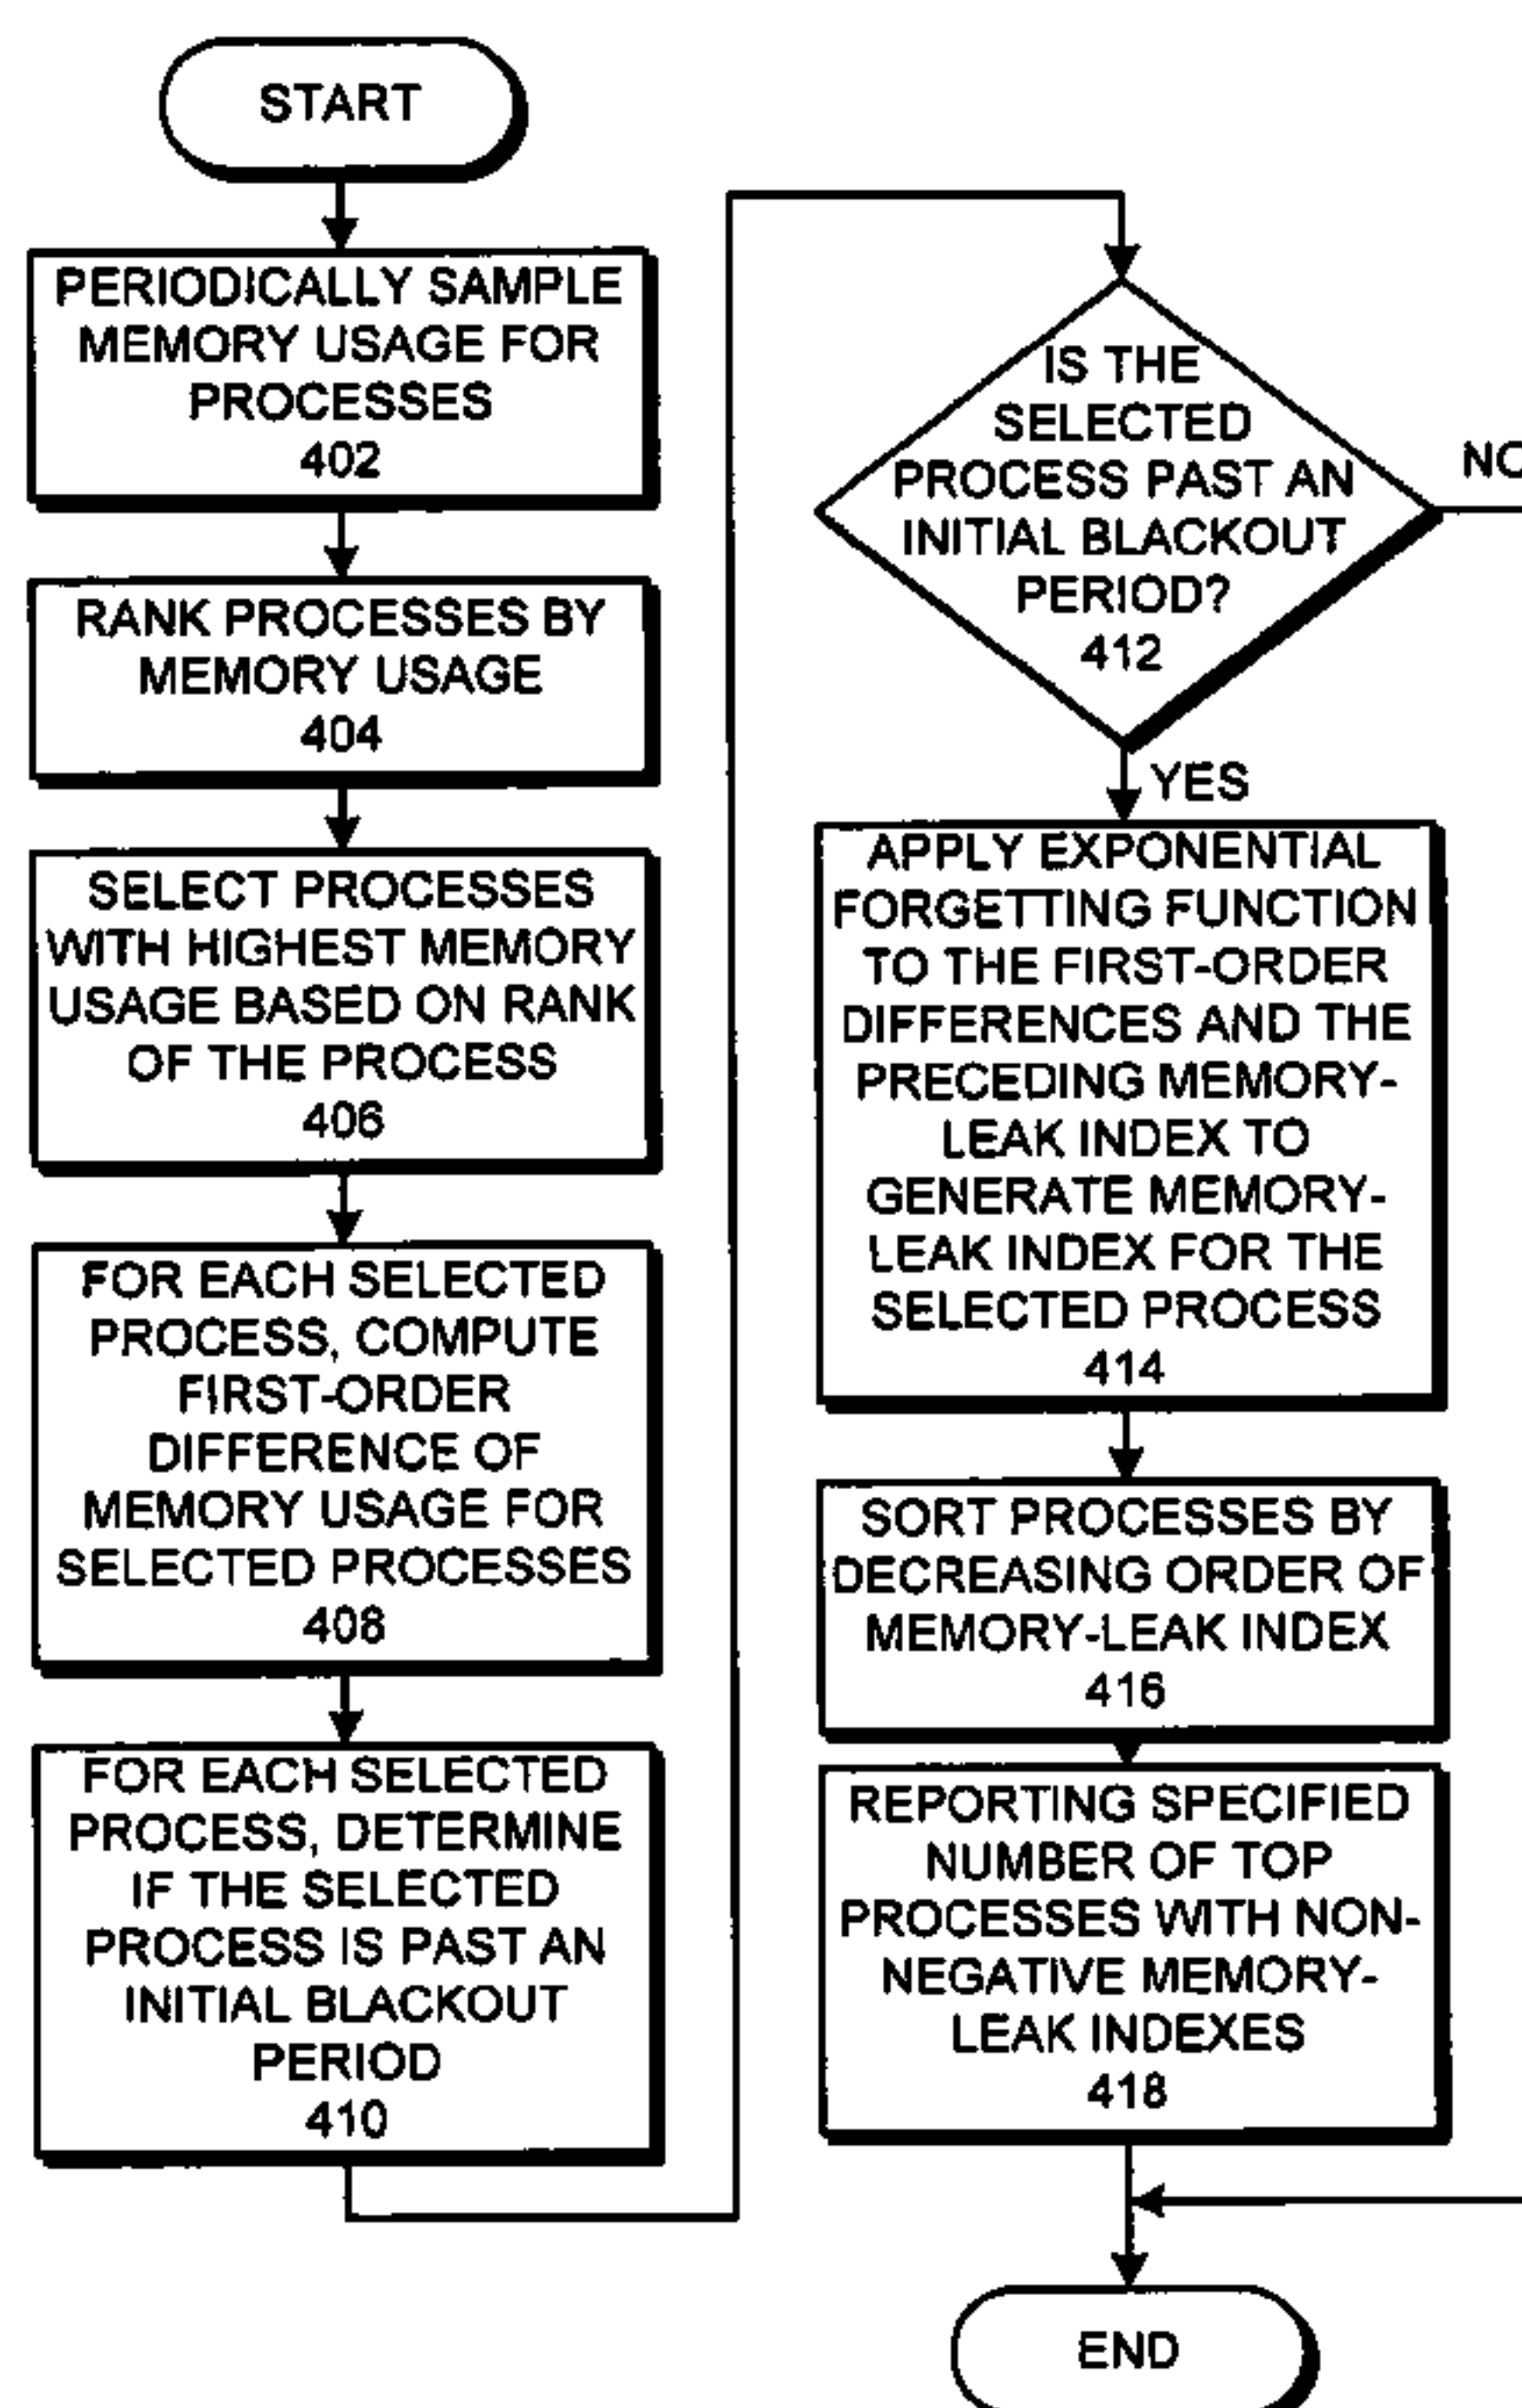 START
PERIODICALLY SAMPLE
MEMORY USAGE FOR
PROCESSES
402
RANK PROCESSES BY
MEMORY USAGE
404
SELECT PROCESSES
WITH HIGHEST MEMORY
USAGE BASED ON RANK
OF THE PROCESS
406
FOR EACH SELECTED
PROCESS, COMPUTE
FIRST-ORDER
DIFFERENCE OF
MEMORY USAGE FOR
SELECTED PROCESSES
408
FOR EACH SELECTED
PROCESS, DETERMINE
IF THE SELECTED
PROCESS IS PAST AN
INITIAL BLACKOUT
PERIOD
410
IS THE
SELECTED
PROCESS PAST AN
INITIAL BLACKOUT
PERIOD?
412
NO
YES
APPLY EXPONENTIAL
FORGETTING FUNCTION
TO THE FIRST-ORDER
DIFFERENCES AND THE
PRECEDING MEMORY-
LEAK INDEX TO
GENERATE MEMORY-
LEAK INDEX FOR THE
SELECTED PROCESS
414
SORT PROCESSES BY
DECREASING ORDER OF
MEMORY-LEAK INDEX
416
REPORTING SPECIFIED
NUMBER OF TOP
PROCESSES WITH NON-
NEGATIVE MEMORY-
LEAK INDEXES
418
END